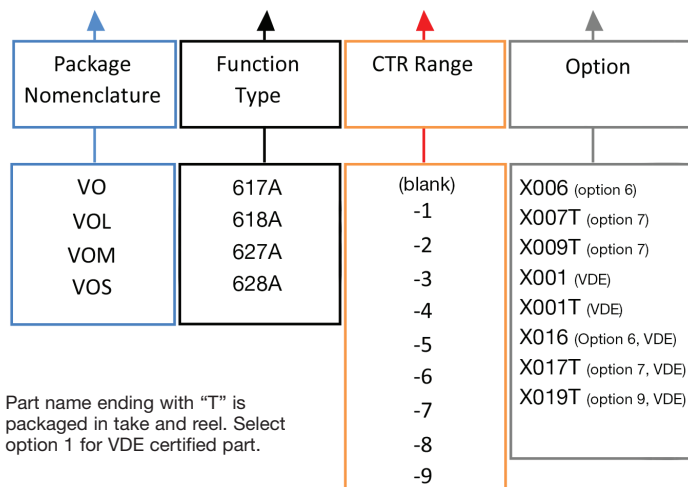 Package
Nomenclature
Function
Type
CTR Range
Option
VO
VOL
VOM
VOS
617A
618A
627A
628A
(blank)
-1
-2
-3
-4
-5
-6
-7
-8
-9
X006 (option 6)
X007T (option 7)
X009T (option 7)
X001 (VDE)
X001T (VDE)
X016 (Option 6, VDE)
X017T (option 7, VDE)
X019T (option 9, VDE)
Part name ending with “T” is
packaged in take and reel. Select
option 1 for VDE certified part.